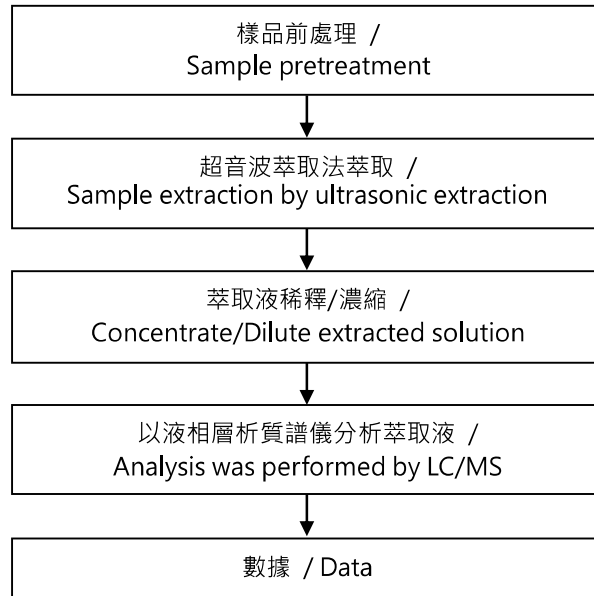 樣品前處理 /
Sample pretreatment
超音波萃取法萃取 /
Sample extraction by ultrasonic extraction
萃取液稀釋/濃縮 /
Concentrate/Dilute extracted solution
以液相層析質譜儀分析萃取液 /
Analysis was performed by LC/MS
數據 / Data